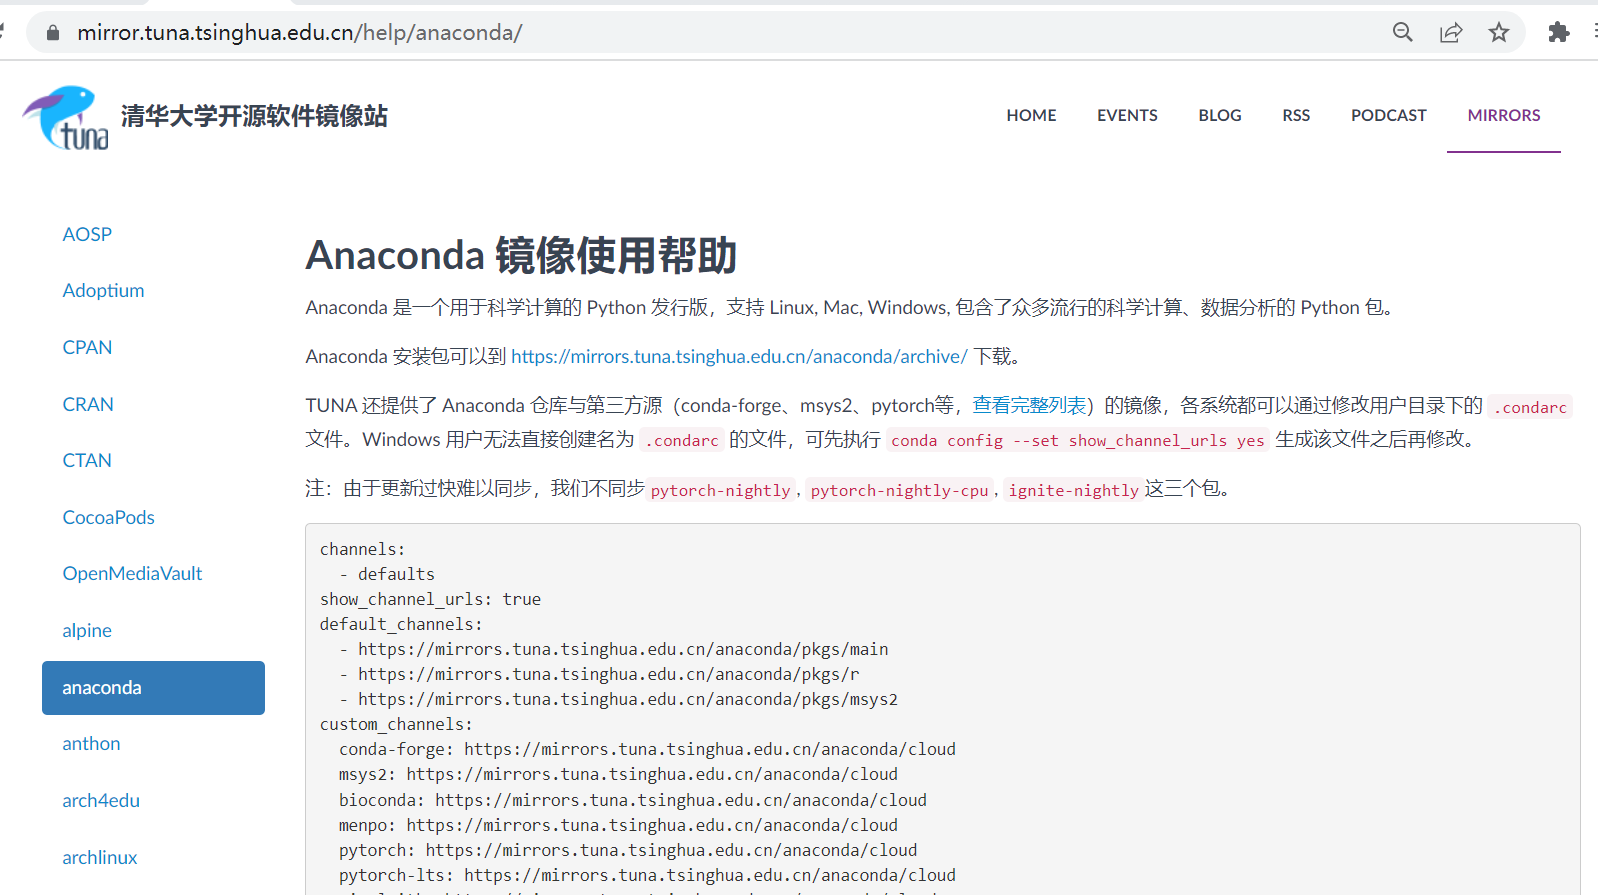 mirror.tuna.tsinghua.edu.cn/help/anaconda/
tuna
清华大学开源软件镜像站
HOME EVENTS BLOG RSS PODCAST MIRRORS
AOSP
Adoptium
CPAN
CRAN
CTAN
CocoaPods
OpenMediaVault
alpine
anaconda
anthon
arch4edu
archlinux
Anaconda 镜像使用帮助
Anaconda 是一个用于科学计算的 Python 发行版，支持 Linux, Mac, Windows, 包含了众多流行的科学计算、数据分析的 Python 包。
Anaconda 安装包可以到 https://mirrors.tuna.tsinghua.edu.cn/anaconda/archive/ 下载。
TUNA 还提供了 Anaconda 仓库与第三方源（conda-forge、msys2、pytorch等，查看完整列表）的镜像，各系统都可以通过修改用户目录下的 .condarc
文件。Windows 用户无法直接创建名为 .condarc 的文件，可先执行 conda config --set show_channel_urls yes 生成该文件之后再修改。
注：由于更新过快难以同步，我们不同步pytorch-nightly, pytorch-nightly-cpu, ignite-nightly这三个包。
channels:
  - defaults
show_channel_urls: true
default_channels:
  - https://mirrors.tuna.tsinghua.edu.cn/anaconda/pkgs/main
  - https://mirrors.tuna.tsinghua.edu.cn/anaconda/pkgs/r
  - https://mirrors.tuna.tsinghua.edu.cn/anaconda/pkgs/msys2
custom_channels:
  conda-forge: https://mirrors.tuna.tsinghua.edu.cn/anaconda/cloud
  msys2: https://mirrors.tuna.tsinghua.edu.cn/anaconda/cloud
  bioconda: https://mirrors.tuna.tsinghua.edu.cn/anaconda/cloud
  menpo: https://mirrors.tuna.tsinghua.edu.cn/anaconda/cloud
  pytorch: https://mirrors.tuna.tsinghua.edu.cn/anaconda/cloud
  pytorch-lts: https://mirrors.tuna.tsinghua.edu.cn/anaconda/cloud